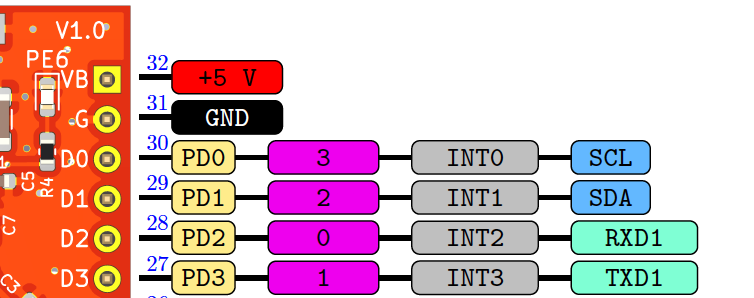 V1.0
PE6
VB 32 +5 V
G 31 GND
D0 30 PD0 3 INT0 SCL
D1 29 PD1 2 INT1 SDA
D2 28 PD2 0 INT2 RXD1
D3 27 PD3 1 INT3 TXD1
C5
R4
C7
C3